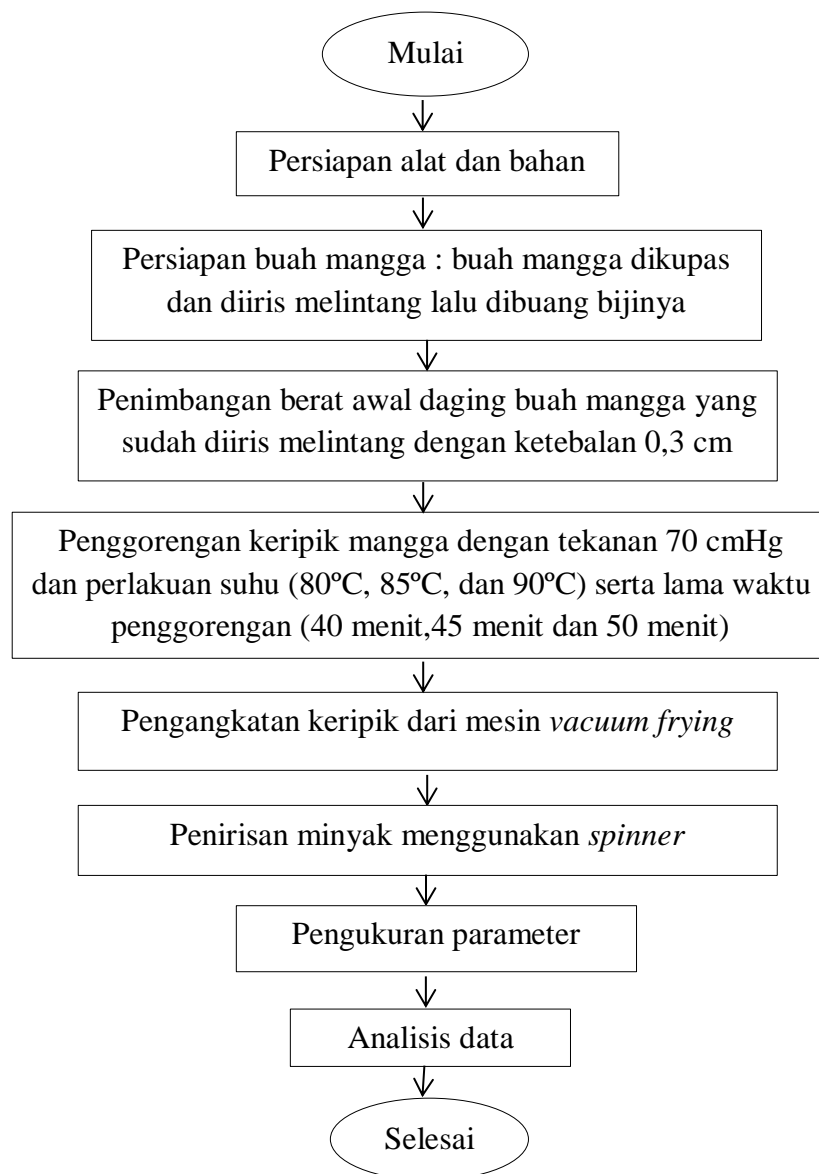 Mulai
Persiapan alat dan bahan
Persiapan buah mangga : buah mangga dikupas
dan diiris melintang lalu dibuang bijinya
Penimbangan berat awal daging buah mangga yang
sudah diiris melintang dengan ketebalan 0,3 cm
Penggorengan keripik mangga dengan tekanan 70 cmHg
dan perlakuan suhu (80ºC, 85ºC, dan 90ºC) serta lama waktu
penggorengan (40 menit,45 menit dan 50 menit)
Pengangkatan keripik dari mesin vacuum frying
Penirisan minyak menggunakan spinner
Pengukuran parameter
Analisis data
Selesai